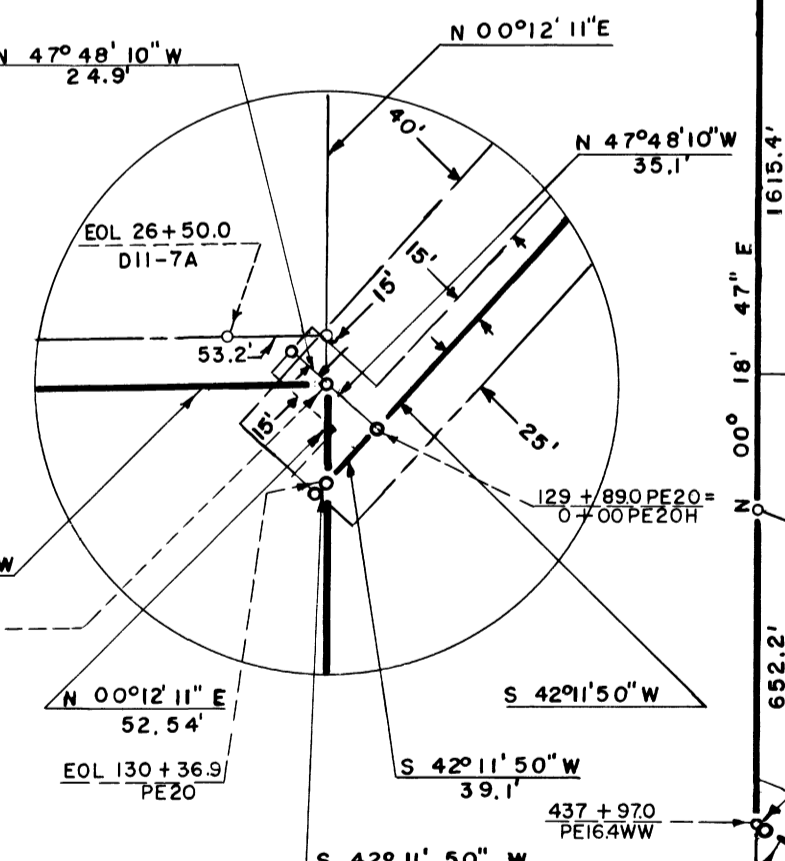 N 00°12' 11"E
N 47°48' 10" W
24.9'
40'
N 47°48'10"W
35.1'
1615.4'
EOL 26+50.0
D11-7A
15'
15'
53.2'
N 00° 18' 47" E
15'
25'
129 + 89.0 PE20=
0+00 PE20H
W
652.2'
N 00°12' 11" E
52.54'
S 42°11'50" W
EOL 130+36.9
PE20
S 42° 11' 50" W
39.1'
437 + 97.0
PE16.4WW
S 42° 11' 50" W